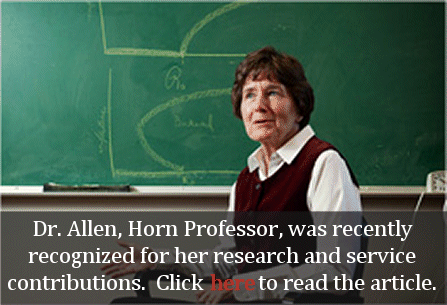 Dr. Allen, Horn Professor, was recently
recognized for her research and service
contributions.  Click here to read the article.